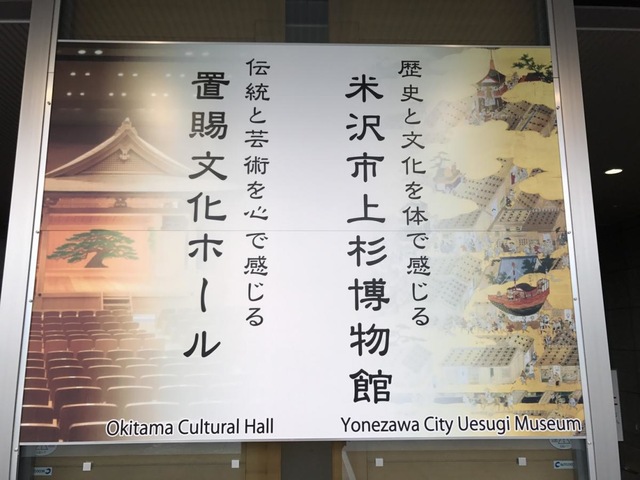 歴史と文化を体で感じる
米沢市上杉博物館
伝統と芸術を心で感じる
置賜文化ホール
Okitama Cultural Hall
Yonezawa City Uesugi Museum